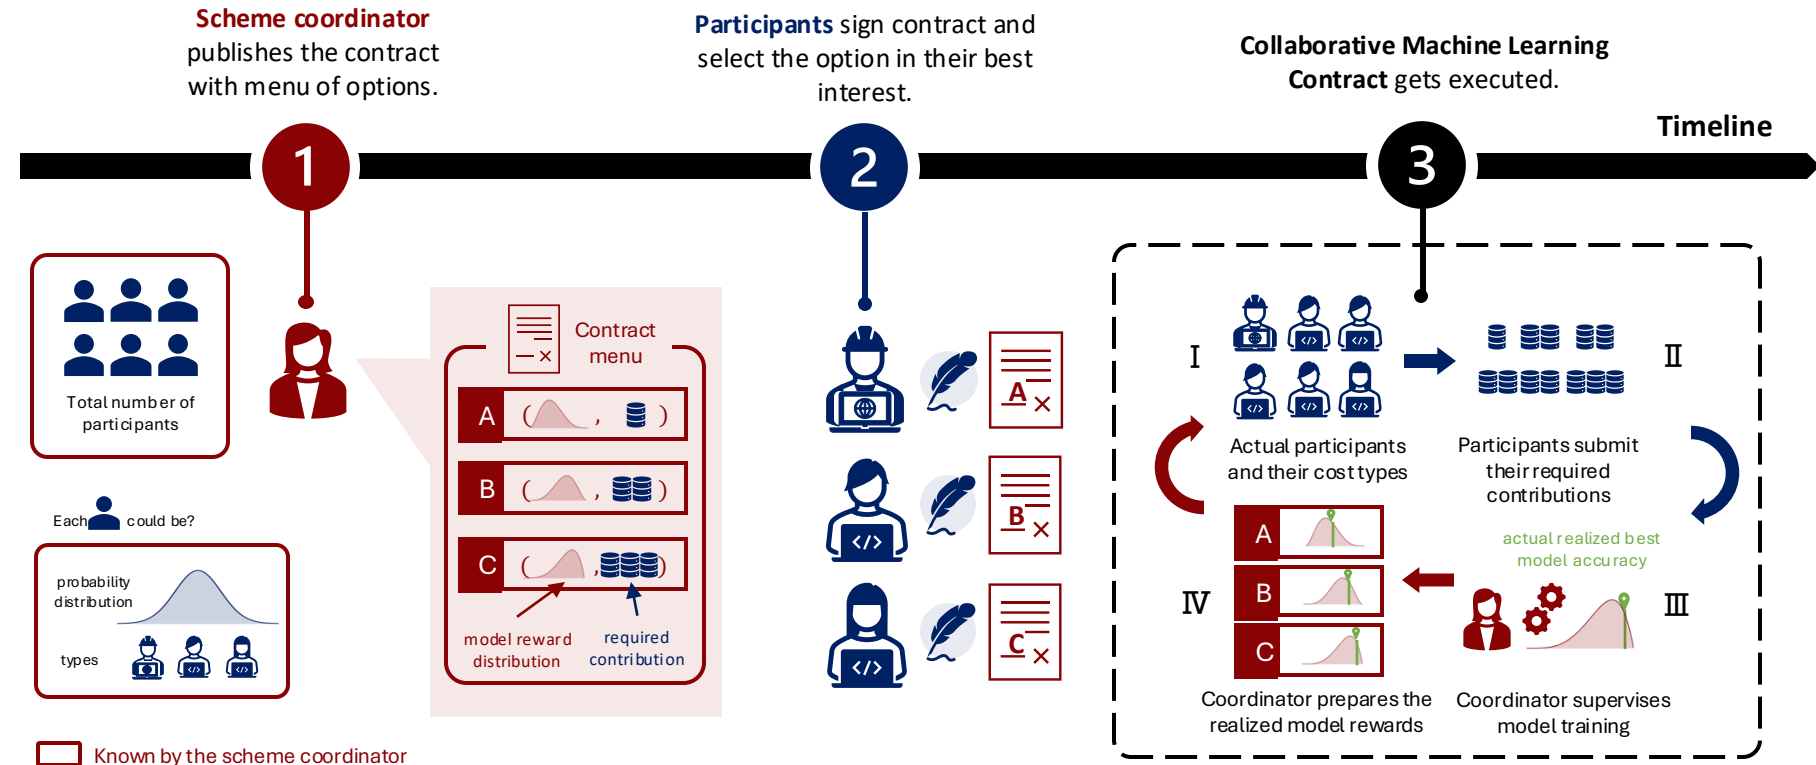 Scheme coordinator
publishes the contract
with menu of options.
Participants sign contract and
select the option in their best
interest.
Collaborative Machine Learning
Contract gets executed.
Timeline
1
2
3
Total number of
participants
Each could be?
probability
distribution
types
Known by the scheme coordinator
Contract
menu
A ( , )
B ( , )
C ( , )
model reward
distribution
required
contribution
A
B
C
I
Actual participants
and their cost types
II
Participants submit
their required
contributions
actual realized best
model accuracy
III
Coordinator supervises
model training
IV
A
B
C
Coordinator prepares the
realized model rewards